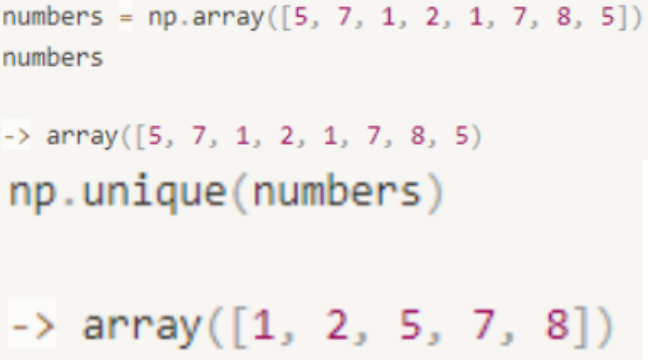 numbers = np.array([5, 7, 1, 2, 1, 7, 8, 5])
numbers
-> array([5, 7, 1, 2, 1, 7, 8, 5)
np.unique(numbers)
-> array([1, 2, 5, 7, 8])